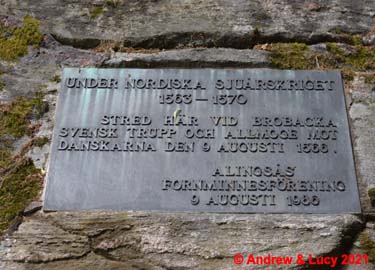 UNDER NORDISKA SJUÅRSKRIGET
1563 — 1570
STRED HÄR VID BROBACKA
SVENSK TRUPP OCH ALLMOGE MOT
DANSKARNA DEN 9 AUGUSTI 1566.
ALINGSÅS
FORNMINNESFÖRENING
9 AUGUSTI 1986
© Andrew & Lucy 2021